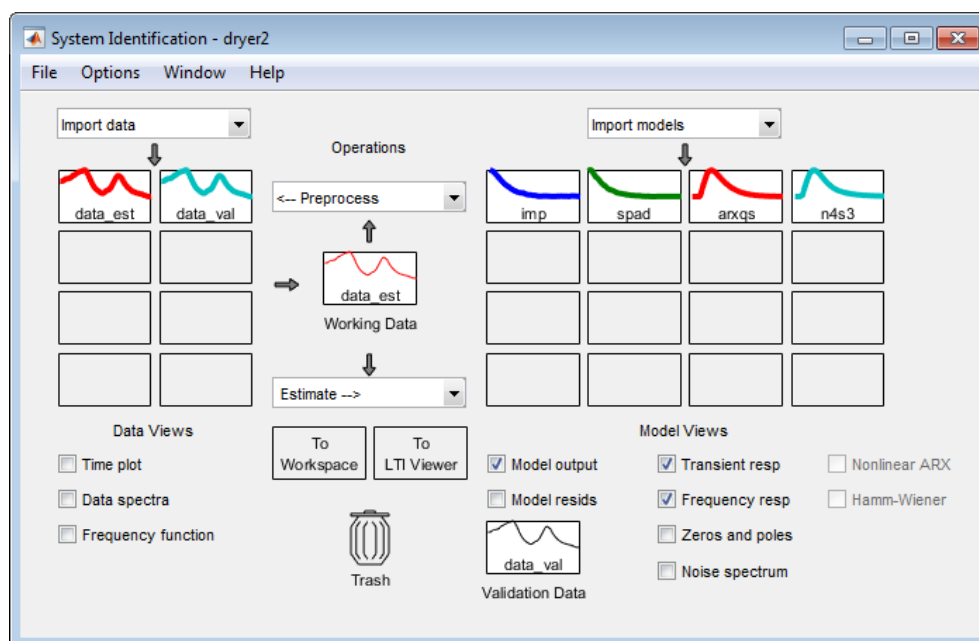 System Identification - dryer2
File Options Window Help
Import data
Import models
Operations
data_est data_val
<-- Preprocess
imp spad arxqs n4s3
data_est
Working Data
Estimate -->
Data Views
Model Views
To
Workspace
To
LTI Viewer
Time plot
Data spectra
Frequency function
Model output
Model resids
Transient resp
Frequency resp
Zeros and poles
Noise spectrum
Nonlinear ARX
Hamm-Wiener
Trash
data_val
Validation Data